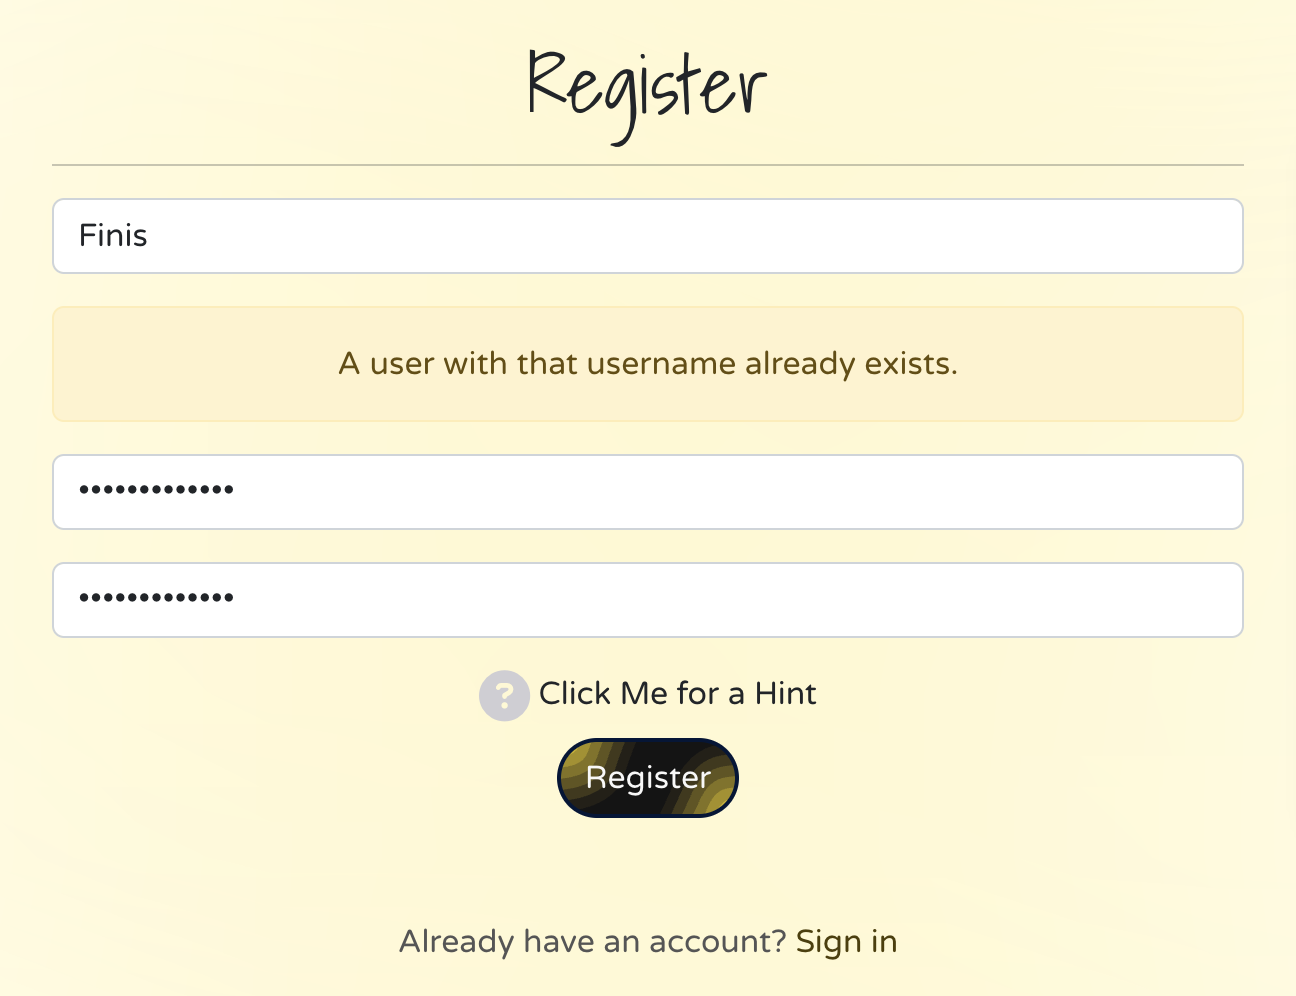 Register
Finis
A user with that username already exists.
•••••••••••••
•••••••••••••
? Click Me for a Hint
Register
Already have an account? Sign in